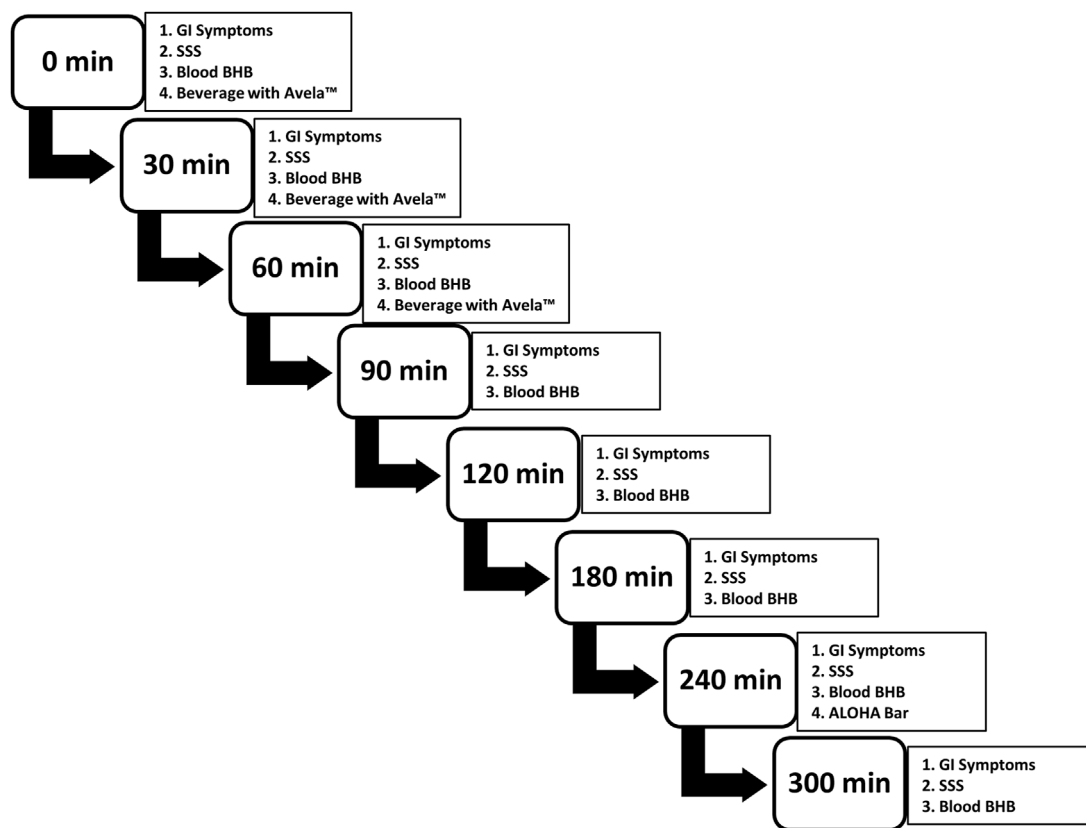 0 min
1. GI Symptoms
2. SSS
3. Blood BHB
4. Beverage with Avela™
30 min
1. GI Symptoms
2. SSS
3. Blood BHB
4. Beverage with Avela™
60 min
1. GI Symptoms
2. SSS
3. Blood BHB
4. Beverage with Avela™
90 min
1. GI Symptoms
2. SSS
3. Blood BHB
120 min
1. GI Symptoms
2. SSS
3. Blood BHB
180 min
1. GI Symptoms
2. SSS
3. Blood BHB
240 min
1. GI Symptoms
2. SSS
3. Blood BHB
4. ALOHA Bar
300 min
1. GI Symptoms
2. SSS
3. Blood BHB